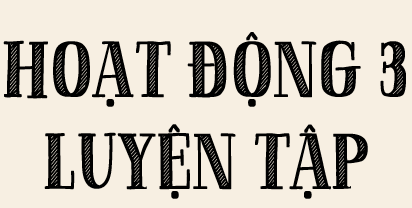 HOẠT ĐỘNG 3
LUYỆN TẬP